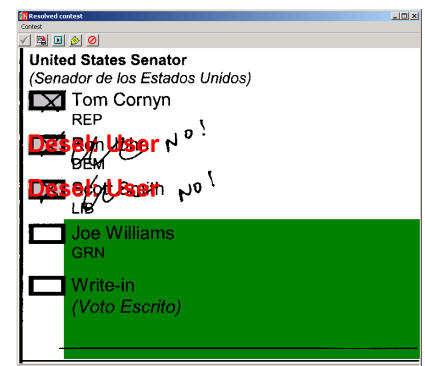 Resolved contest
Contest
United States Senator
(Senador de los Estados Unidos)
Tom Cornyn
REP
Desel: User
NO!
DEM
Desel: User
NO!
LIB
Joe Williams
GRN
Write-in
(Voto Escrito)